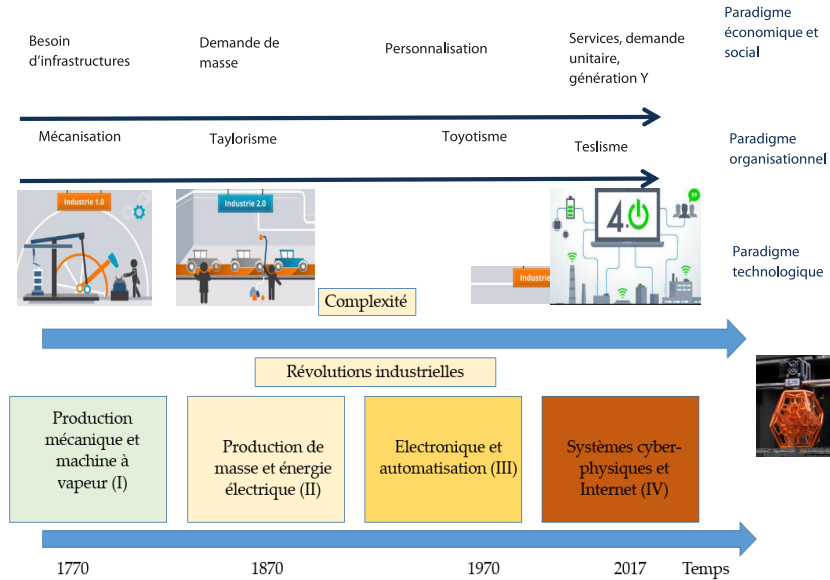 Besoin
d'infrastructures
Demande de
masse
Personnalisation
Services, demande
unitaire,
génération Y
Paradigme
économique et
social
Mécanisation
Taylorisme
Toyotisme
Teslisme
Paradigme
organisationnel
Industrie 1.0
Industrie 2.0
Industrie
4.0
Paradigme
technologique
Complexité
Révolutions industrielles
Production
mécanique et
machine à
vapeur (I)
Production de
masse et énergie
électrique (II)
Electronique et
automatisation (III)
Systèmes cyber-
physiques et
Internet (IV)
1770
1870
1970
2017
Temps